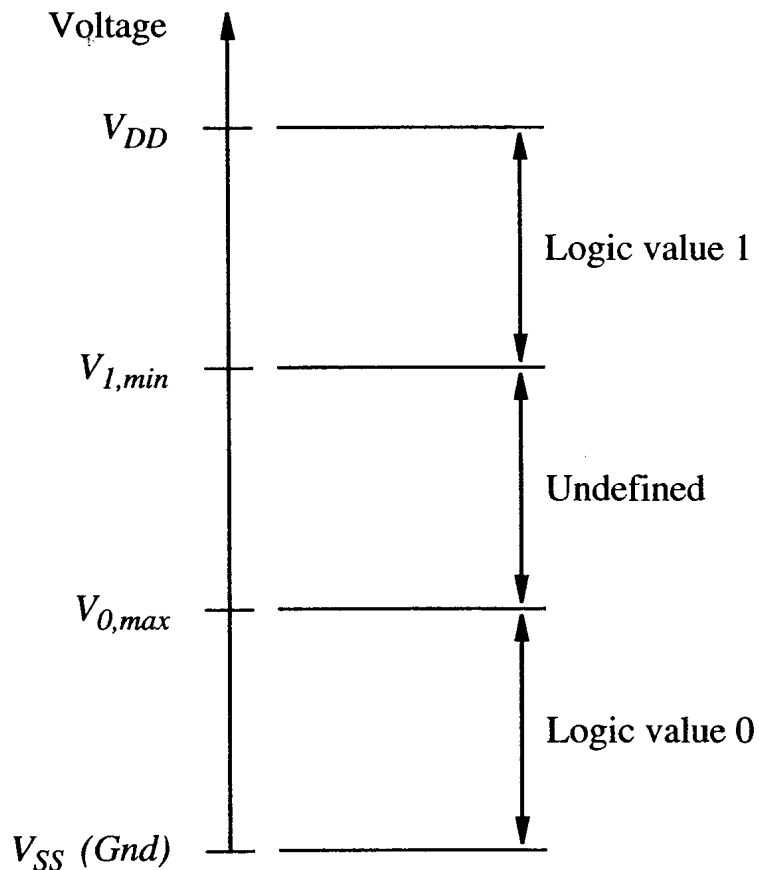 Voltage
V_DD
Logic value 1
V_1,min
Undefined
V_0,max
Logic value 0
V_SS (Gnd)